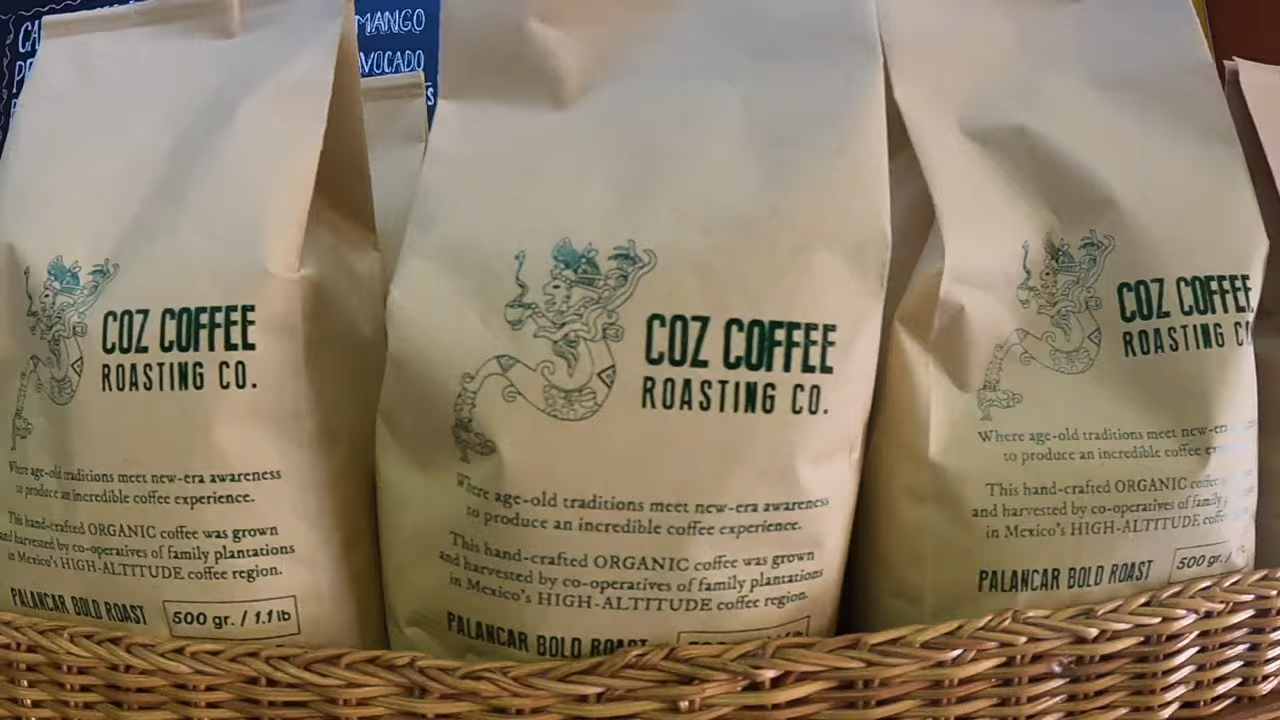 CA
MANGO
AVOCADO
COZ COFFEE
ROASTING CO.
Where age-old traditions meet new-era awareness
to produce an incredible coffee experience.
This hand-crafted ORGANIC coffee was grown
and harvested by co-operatives of family plantations
in Mexico's HIGH-ALTITUDE coffee region.
PALANCAR BOLD ROAST
500 gr. / 1.1 lb
COZ COFFEE
ROASTING CO.
Where age-old traditions meet new-era awareness
to produce an incredible coffee experience.
This hand-crafted ORGANIC coffee was grown
and harvested by co-operatives of family plantations
in Mexico's HIGH-ALTITUDE coffee region.
PALANCAR BOLD ROAST
COZ COFFEE
ROASTING CO
Where age-old traditions meet new-era
to produce an incredible coffee
This hand-crafted ORGANIC coffee
and harvested by co-operatives of family
in Mexico's HIGH-ALTITUDE coffee
PALANCAR BOLD ROAST
500 gr. /